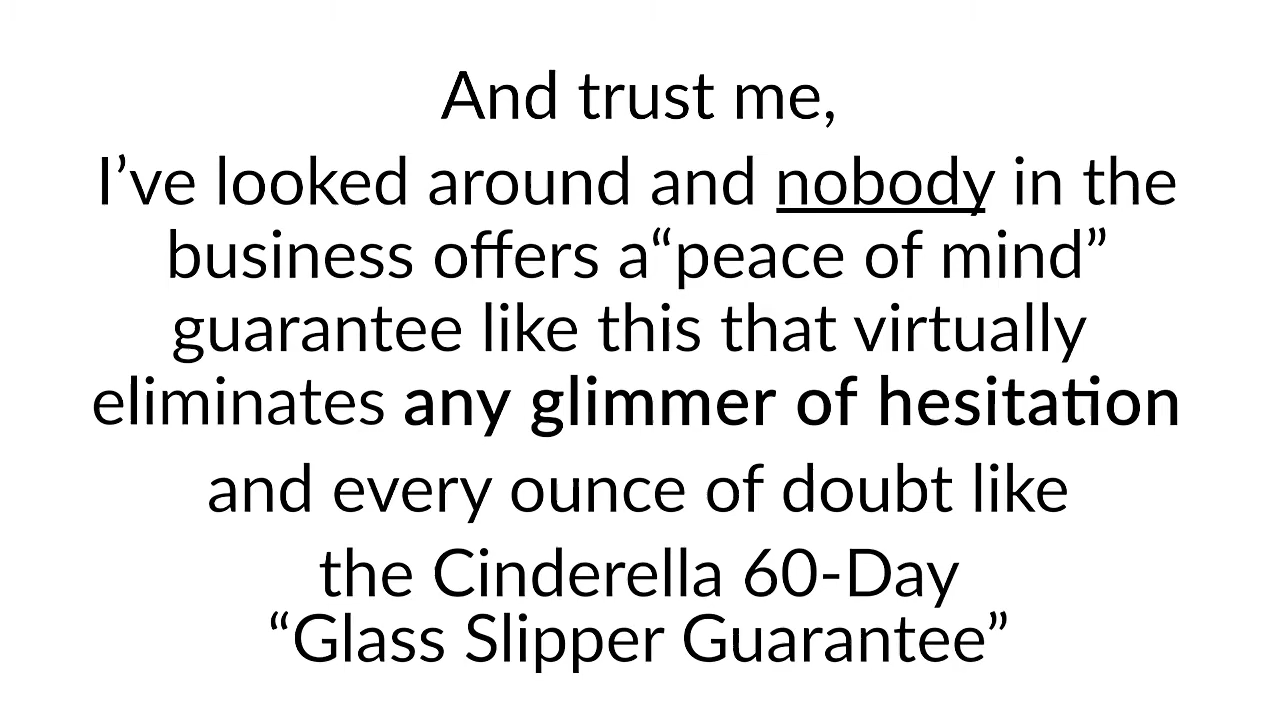 And trust me,
I’ve looked around and nobody in the
business offers a“peace of mind”
guarantee like this that virtually
eliminates any glimmer of hesitation
and every ounce of doubt like
the Cinderella 60-Day
“Glass Slipper Guarantee”